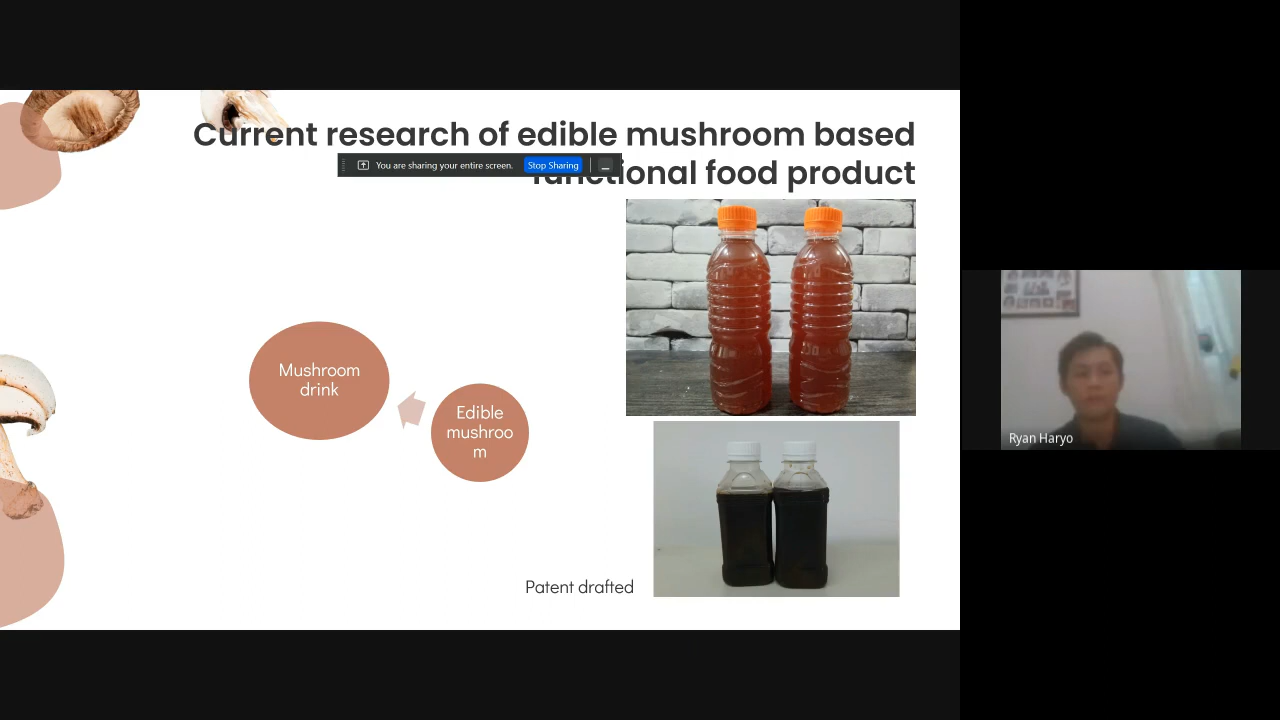 Current research of edible mushroom based
functional food product
You are sharing your entire screen.
Stop Sharing
Mushroom
drink
Edible
mushroo
m
Patent drafted
Ryan Haryo